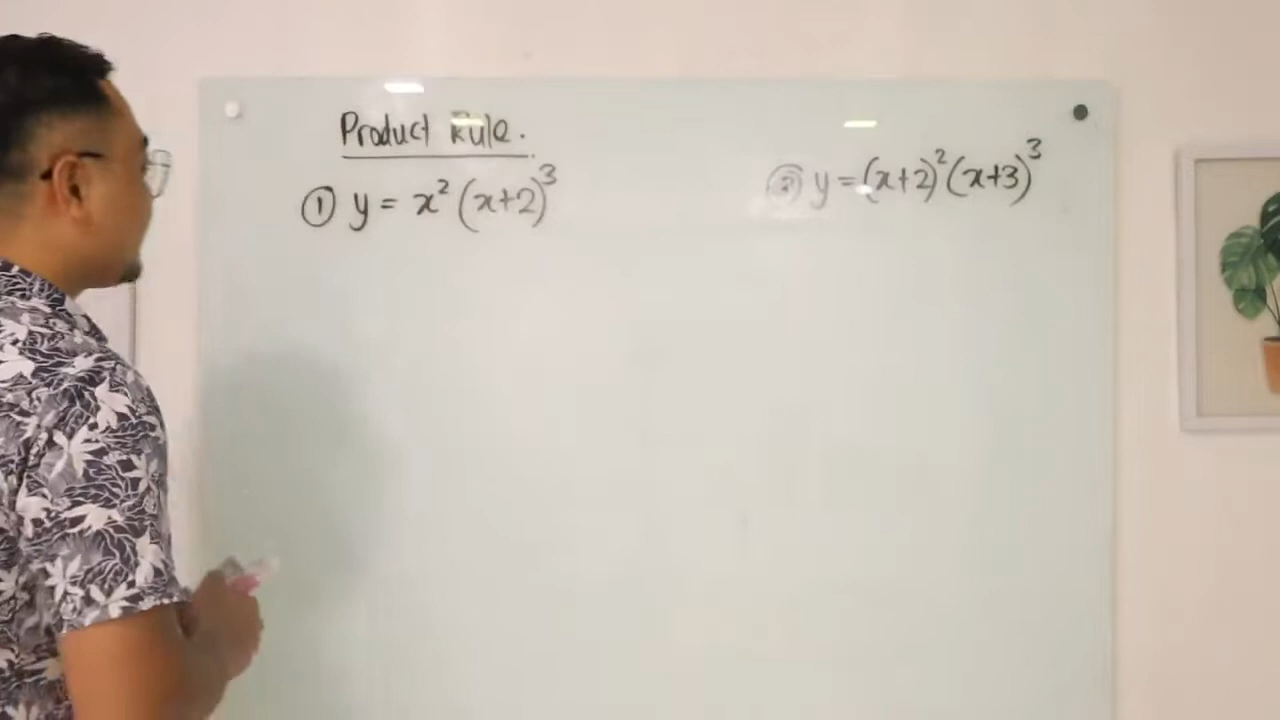 Product Rule.
① y = x² (x+2)³
② y = (x+2)² (x+3)³